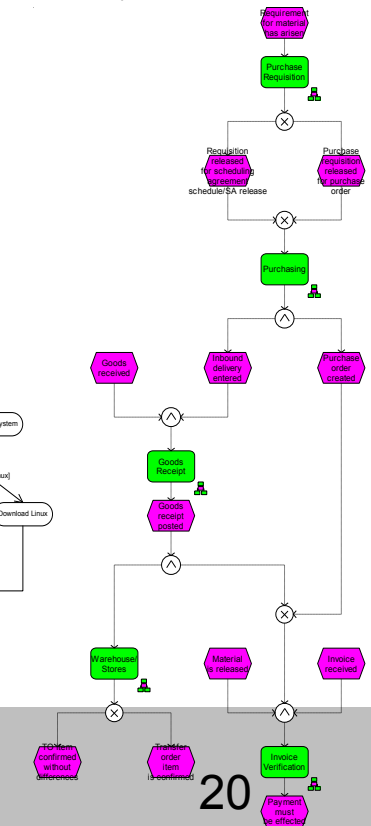 Requirement
for material
has arisen
Purchase
Requisition
Requisition
released
for scheduling
agreement
schedule/SA release
Purchase
requisition
released
for purchase
order
Purchasing
Goods
received
Inbound
delivery
entered
Purchase
order
created
ystem
Goods
Receipt
nux]
Download Linux
Goods
receipt
posted
Warehouse/
Stores
Material
is released
Invoice
received
TO item
confirmed
without
differences
Transfer
order
item
is confirmed
Invoice
Verification
20
Payment
must
be effected